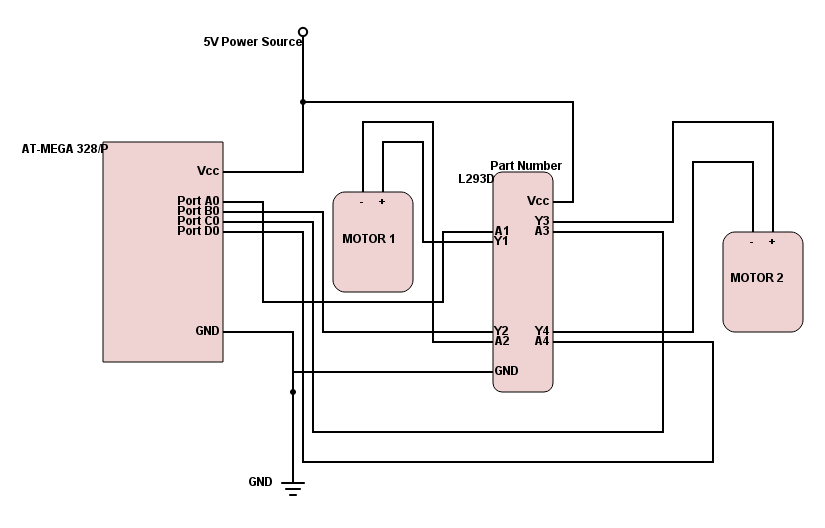 5V Power Source
AT-MEGA 328/P
Vcc
Port A0
Port B0
Port C0
Port D0
GND
- +
MOTOR 1
Part Number
L293D
Vcc
Y3
A1 A3
Y1
Y2 Y4
A2 A4
GND
- +
MOTOR 2
GND